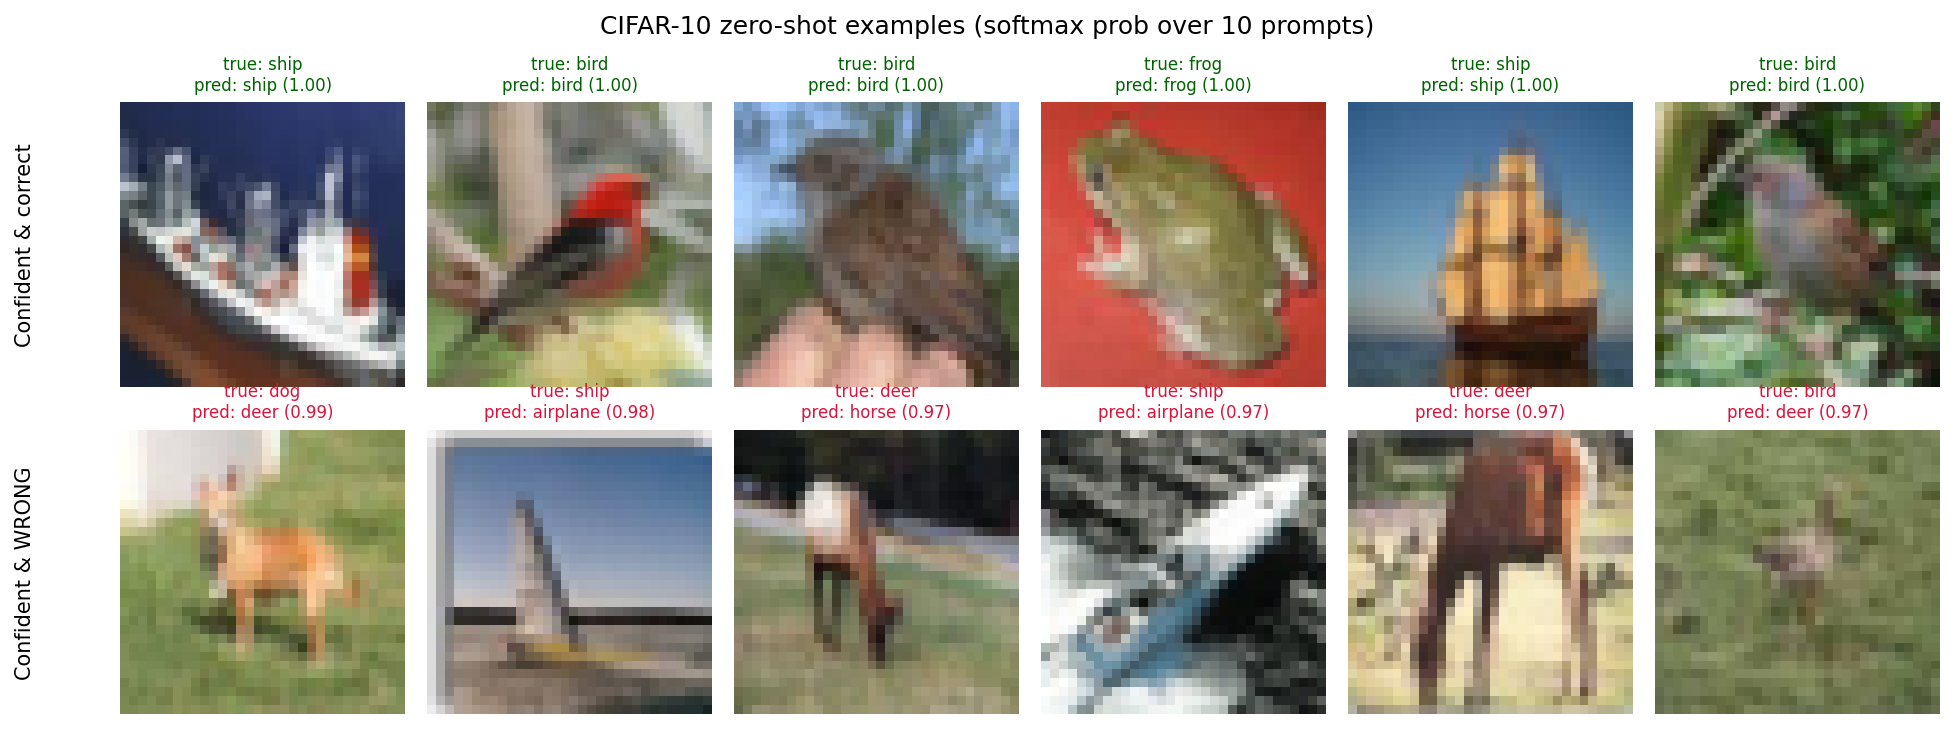 CIFAR-10 zero-shot examples (softmax prob over 10 prompts)
Confident & correct
true: ship
pred: ship (1.00)
true: bird
pred: bird (1.00)
true: bird
pred: bird (1.00)
true: frog
pred: frog (1.00)
true: ship
pred: ship (1.00)
true: bird
pred: bird (1.00)
Confident & WRONG
true: dog
pred: deer (0.99)
true: ship
pred: airplane (0.98)
true: deer
pred: horse (0.97)
true: ship
pred: airplane (0.97)
true: deer
pred: horse (0.97)
true: bird
pred: deer (0.97)